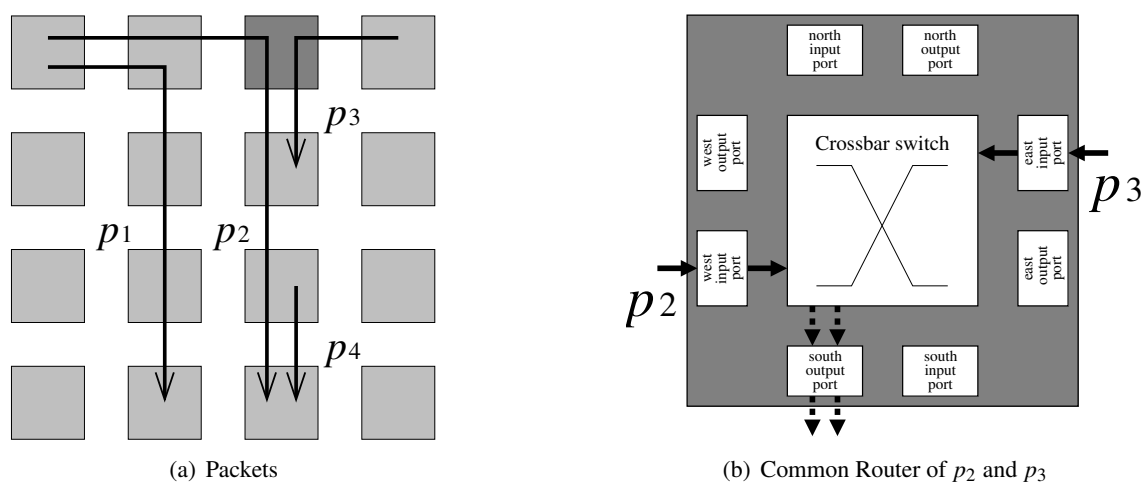 p3
p1
p2
p4
(a) Packets
north
input
port
north
output
port
west
output
port
Crossbar switch
east
input
port
p3
west
input
port
p2
east
output
port
south
output
port
south
input
port
(b) Common Router of p2 and p3